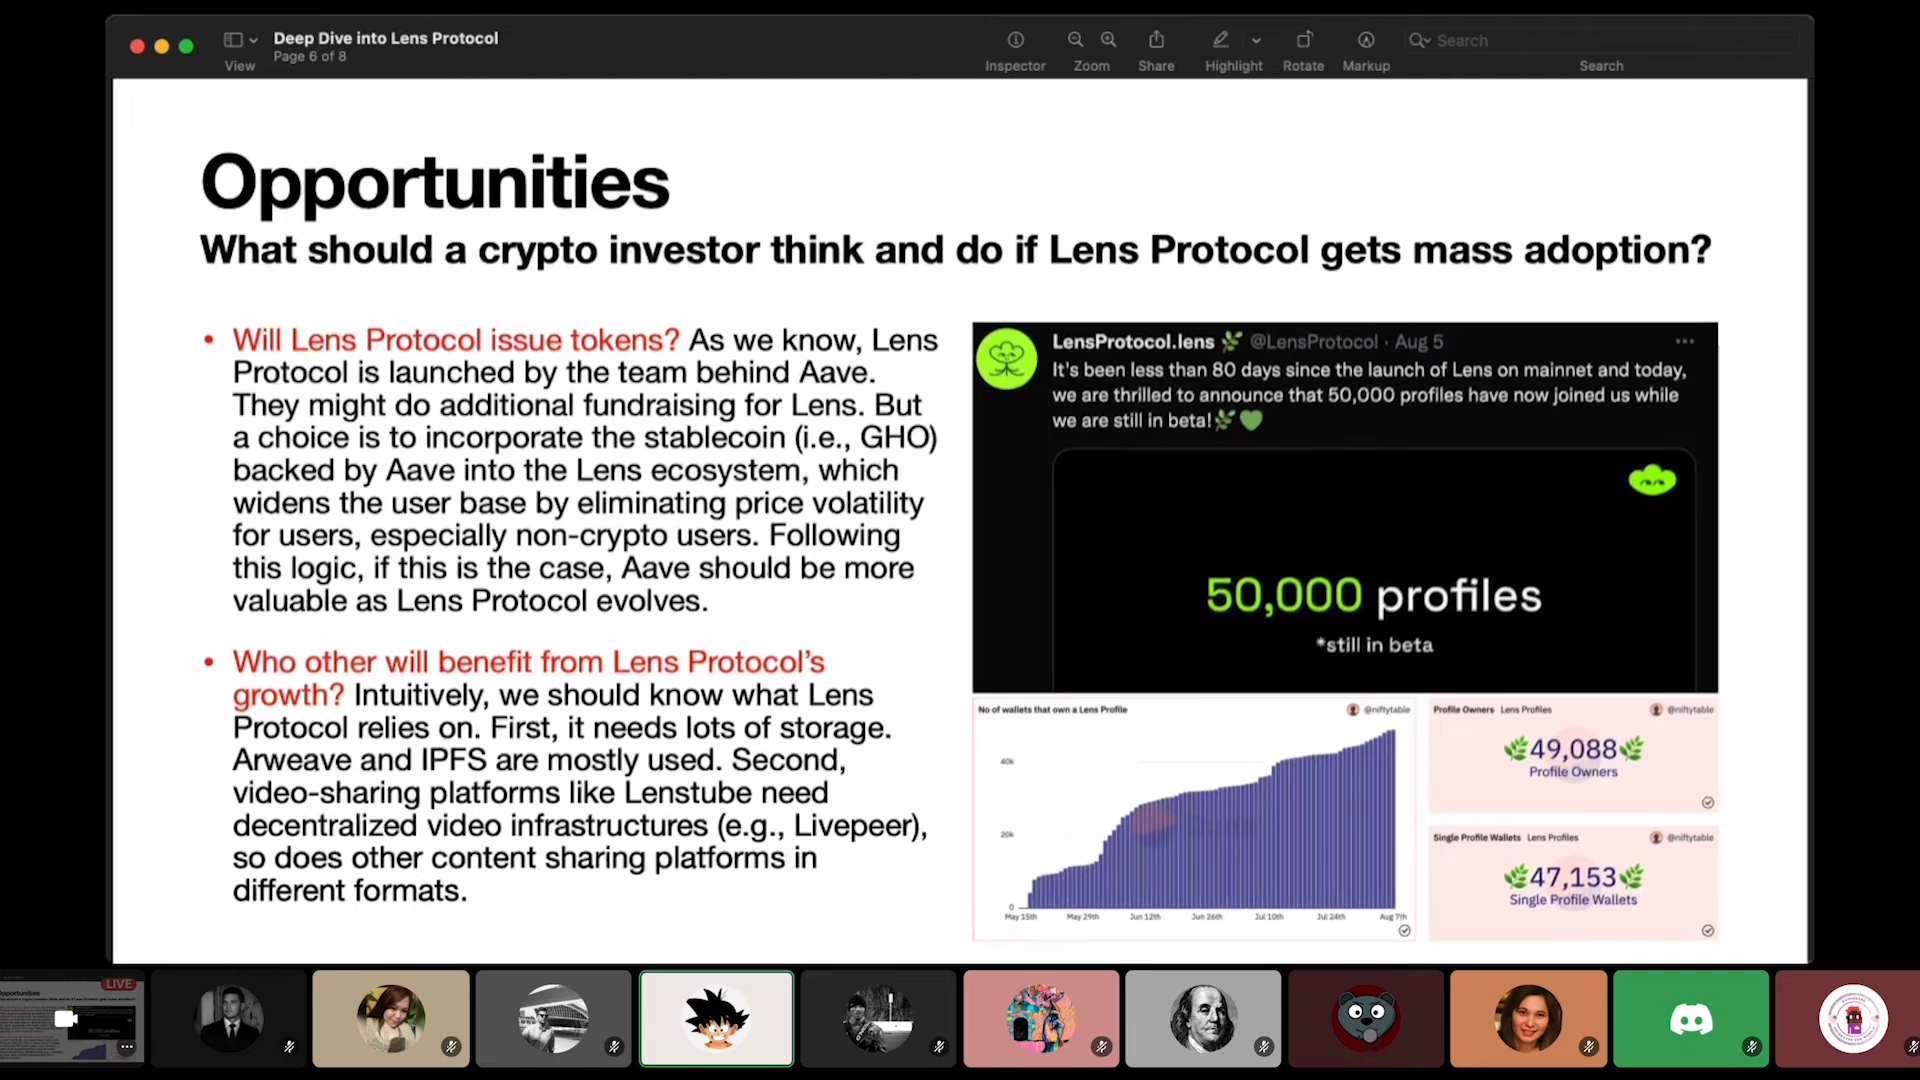 Deep Dive into Lens Protocol
Page 6 of 8
View
Inspector
Zoom
Share
Highlight
Rotate
Markup
Search
Search
Opportunities
What should a crypto investor think and do if Lens Protocol gets mass adoption?
• Will Lens Protocol issue tokens? As we know, Lens
Protocol is launched by the team behind Aave.
They might do additional fundraising for Lens. But
a choice is to incorporate the stablecoin (i.e., GHO)
backed by Aave into the Lens ecosystem, which
widens the user base by eliminating price volatility
for users, especially non-crypto users. Following
this logic, if this is the case, Aave should be more
valuable as Lens Protocol evolves.
• Who other will benefit from Lens Protocol's
growth? Intuitively, we should know what Lens
Protocol relies on. First, it needs lots of storage.
Arweave and IPFS are mostly used. Second,
video-sharing platforms like Lenstube need
decentralized video infrastructures (e.g., Livepeer),
so does other content sharing platforms in
different formats.
LensProtocol.lens 🌿 @LensProtocol · Aug 5
It's been less than 80 days since the launch of Lens on mainnet and today,
we are thrilled to announce that 50,000 profiles have now joined us while
we are still in beta!🌿💚
50,000 profiles
*still in beta
No of wallets that own a Lens Profile
@niftytable
40k
20k
0
May 15th May 29th Jun 12th Jun 26th Jul 10th Jul 24th Aug 7th
Profile Owners Lens Profiles
@niftytable
🌿49,088🌿
Profile Owners
Single Profile Wallets Lens Profiles
@niftytable
🌿47,153🌿
Single Profile Wallets
LIVE